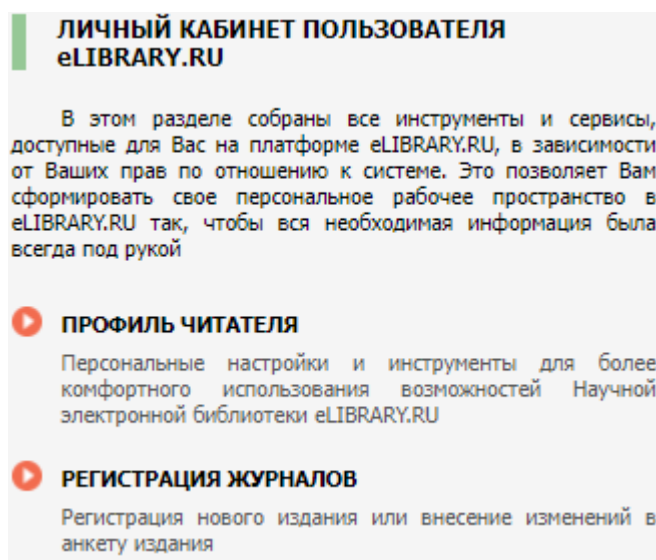 ЛИЧНЫЙ КАБИНЕТ ПОЛЬЗОВАТЕЛЯ
eLIBRARY.RU
В этом разделе собраны все инструменты и сервисы,
доступные для Вас на платформе eLIBRARY.RU, в зависимости
от Ваших прав по отношению к системе. Это позволяет Вам
сформировать свое персональное рабочее пространство в
eLIBRARY.RU так, чтобы вся необходимая информация была
всегда под рукой
ПРОФИЛЬ ЧИТАТЕЛЯ
Персональные настройки и инструменты для более
комфортного использования возможностей Научной
электронной библиотеки eLIBRARY.RU
РЕГИСТРАЦИЯ ЖУРНАЛОВ
Регистрация нового издания или внесение изменений в
анкету издания